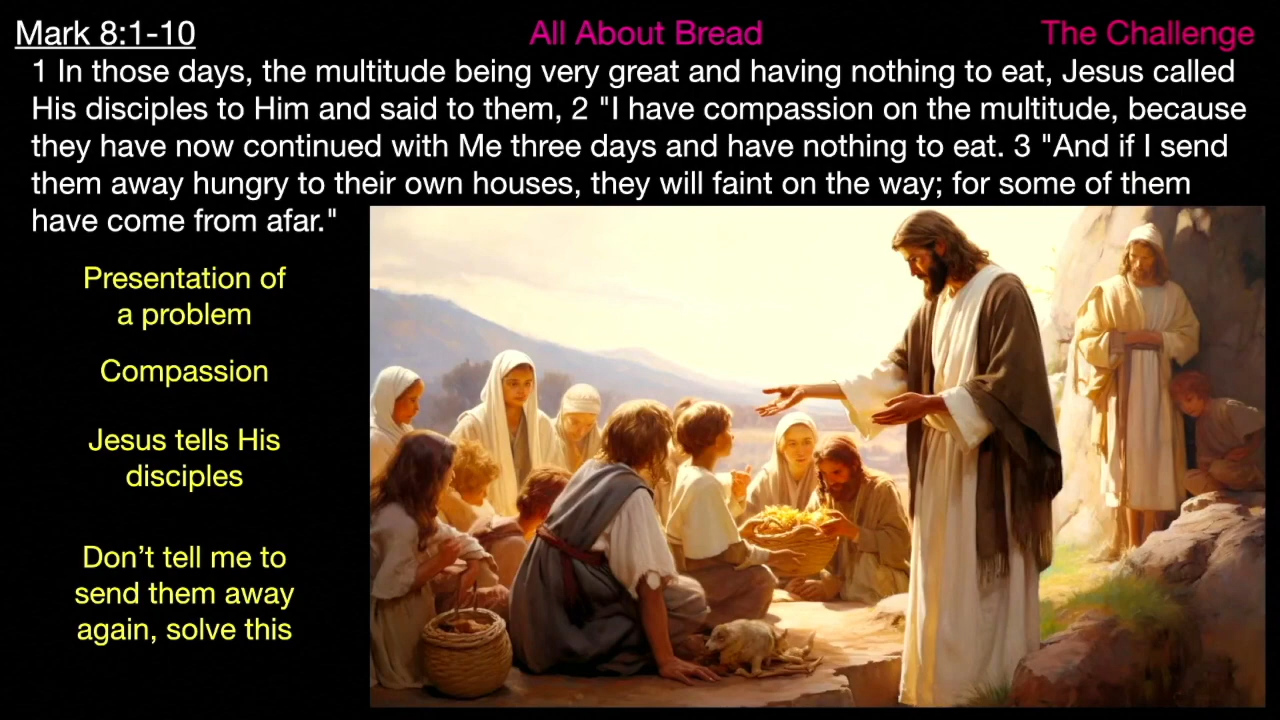 Mark 8:1-10 All About Bread The Challenge
1 In those days, the multitude being very great and having nothing to eat, Jesus called
His disciples to Him and said to them, 2 "I have compassion on the multitude, because
they have now continued with Me three days and have nothing to eat. 3 "And if I send
them away hungry to their own houses, they will faint on the way; for some of them
have come from afar."
Presentation of
a problem
Compassion
Jesus tells His
disciples
Don’t tell me to
send them away
again, solve this